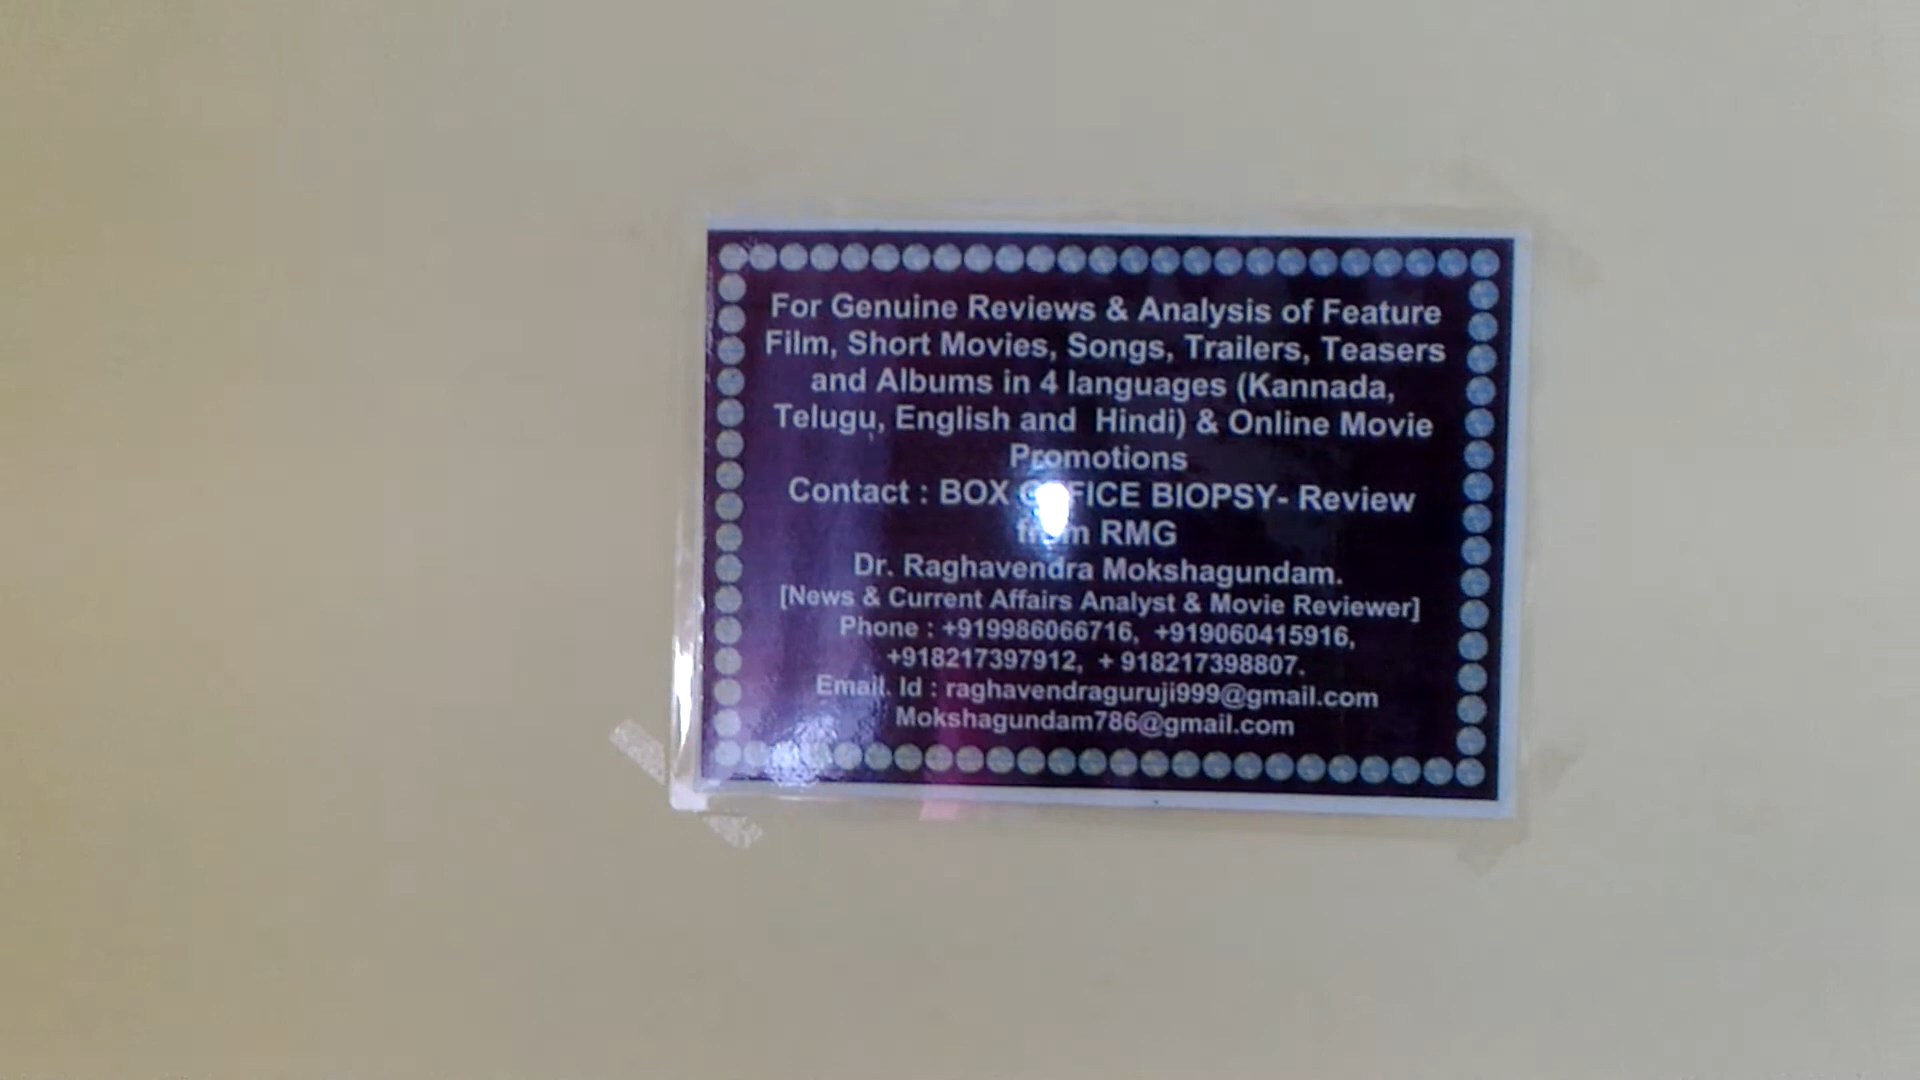 For Genuine Reviews & Analysis of Feature
Film, Short Movies, Songs, Trailers, Teasers
and Albums in 4 languages (Kannada,
Telugu, English and Hindi) & Online Movie
Promotions
Contact : BOX OFFICE BIOPSY- Review
from RMG
Dr. Raghavendra Mokshagundam.
[News & Current Affairs Analyst & Movie Reviewer]
Phone : +919986066716, +919060415916,
+918217397912, + 918217398807.
Email. Id : raghavendraguruji999@gmail.com
Mokshagundam786@gmail.com